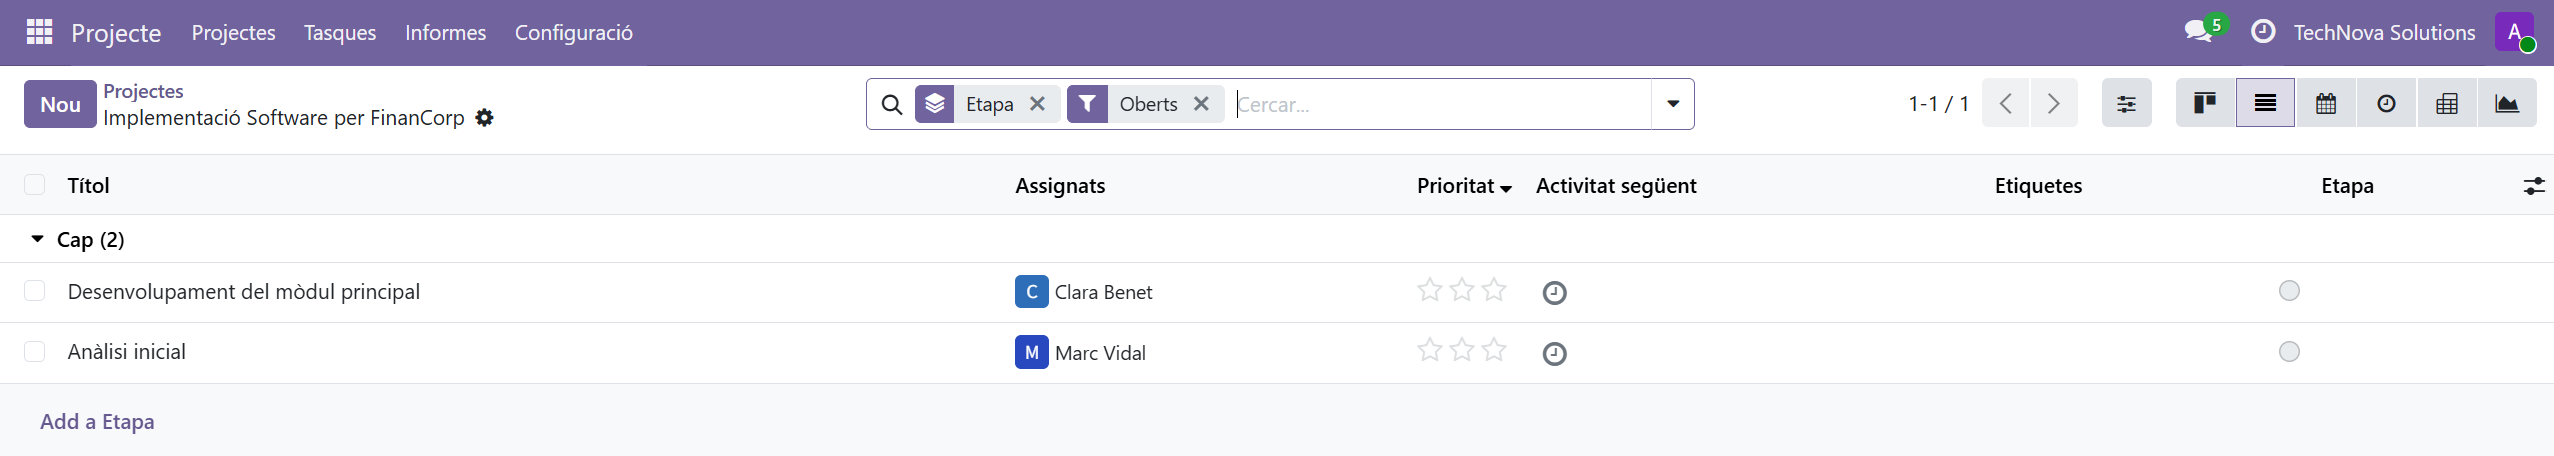 Projecte Projectes Tasques Informes Configuració 5 TechNova Solutions A
Nou Projectes
Implementació Software per FinanCorp
Etapa Oberts Cercar... 1-1 / 1
Títol Assignats Prioritat Activitat següent Etiquetes Etapa
Cap (2)
Desenvolupament del mòdul principal C Clara Benet
Anàlisi inicial M Marc Vidal
Add a Etapa